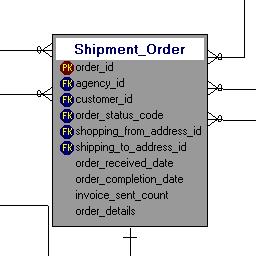 Shipment_Order
PK order_id
FK agency_id
FK customer_id
FK order_status_code
FK shopping_from_address_id
FK shipping_to_address_id
order_received_date
order_completion_date
invoice_sent_count
order_details